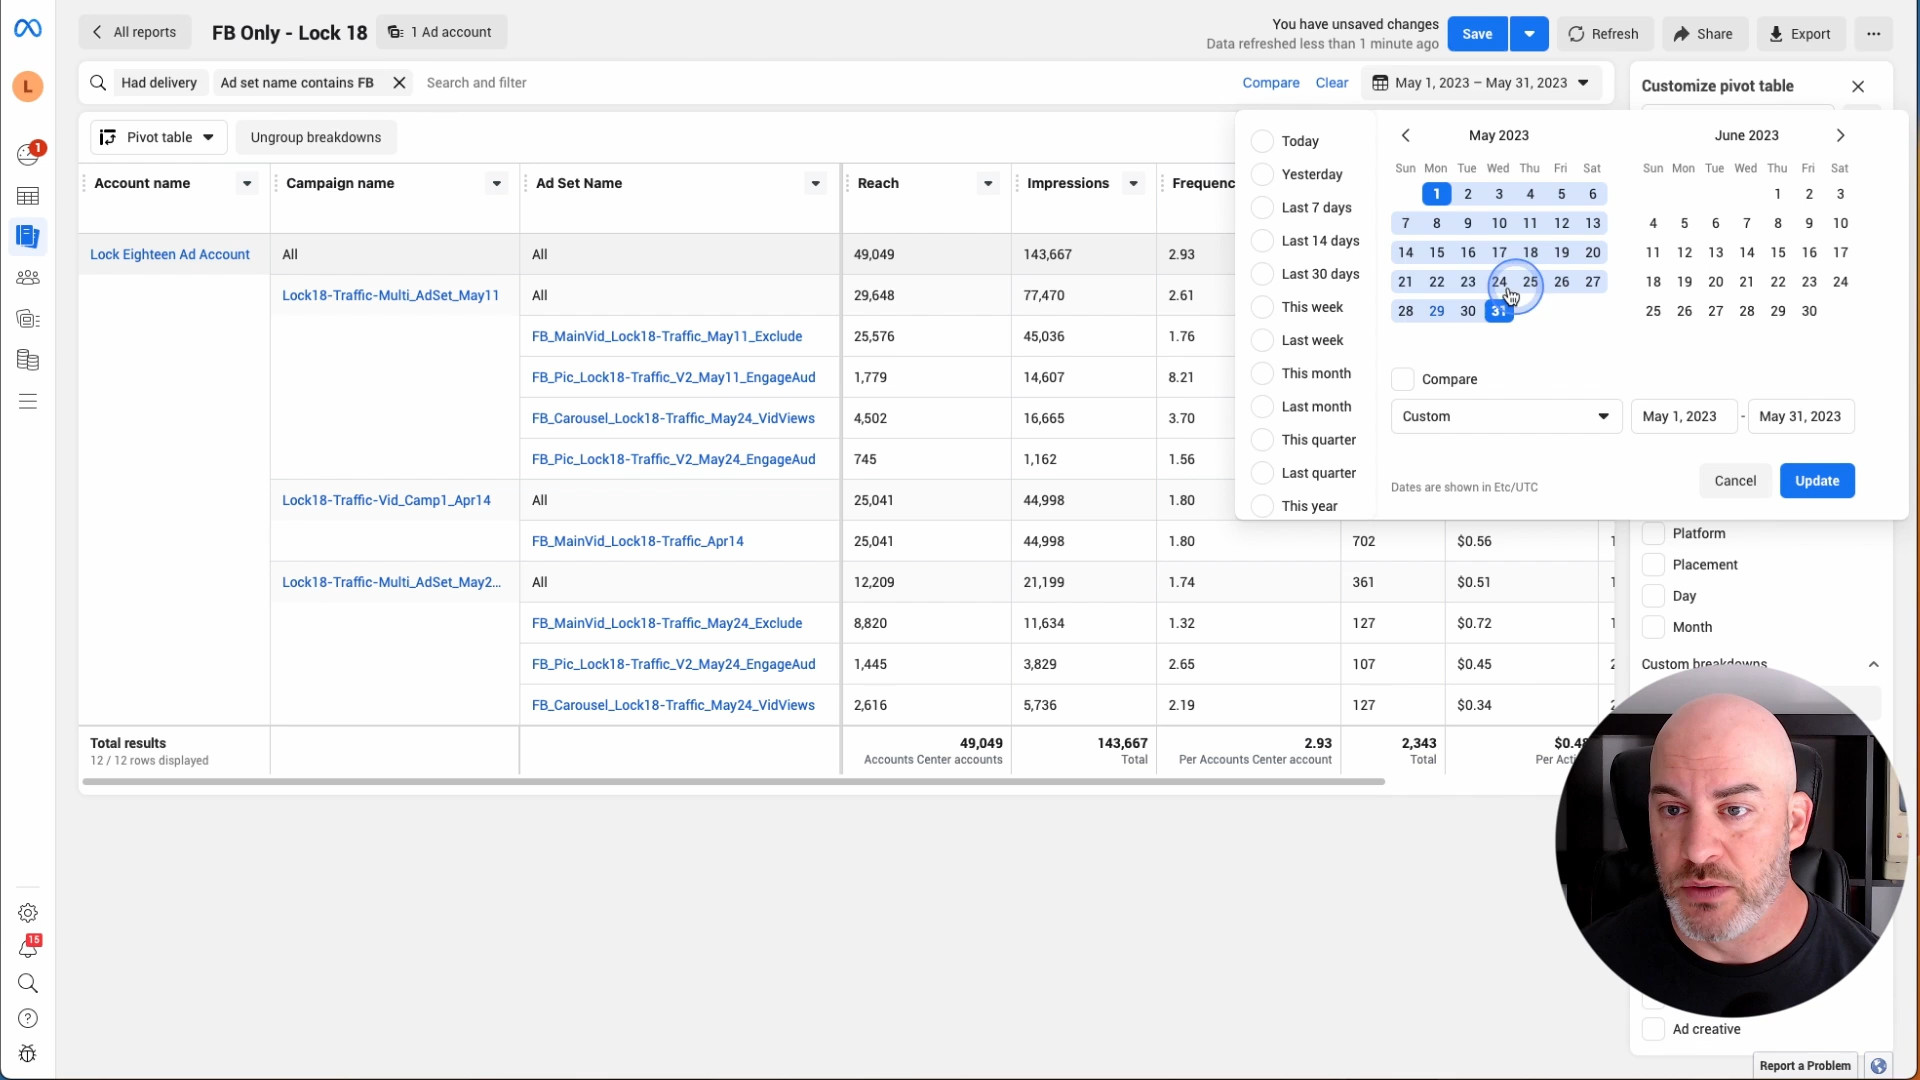 All reports
FB Only - Lock 18
1 Ad account
You have unsaved changes
Data refreshed less than 1 minute ago
Save
Refresh
Share
Export
L
1
Had delivery
Ad set name contains FB
Search and filter
Compare
Clear
May 1, 2023 – May 31, 2023
Customize pivot table
Pivot table
Ungroup breakdowns
Account name
Campaign name
Ad Set Name
Reach
Impressions
Frequenc
Lock Eighteen Ad Account All All 49,049 143,667 2.93
Lock18-Traffic-Multi_AdSet_May11 All 29,648 77,470 2.61
FB_MainVid_Lock18-Traffic_May11_Exclude 25,576 45,036 1.76
FB_Pic_Lock18-Traffic_V2_May11_EngageAud 1,779 14,607 8.21
FB_Carousel_Lock18-Traffic_May24_VidViews 4,502 16,665 3.70
FB_Pic_Lock18-Traffic_V2_May24_EngageAud 745 1,162 1.56
Lock18-Traffic-Vid_Camp1_Apr14 All 25,041 44,998 1.80
FB_MainVid_Lock18-Traffic_Apr14 25,041 44,998 1.80 702 $0.56
Lock18-Traffic-Multi_AdSet_May2... All 12,209 21,199 1.74 361 $0.51
FB_MainVid_Lock18-Traffic_May24_Exclude 8,820 11,634 1.32 127 $0.72
FB_Pic_Lock18-Traffic_V2_May24_EngageAud 1,445 3,829 2.65 107 $0.45
FB_Carousel_Lock18-Traffic_May24_VidViews 2,616 5,736 2.19 127 $0.34
Total results 49,049 143,667 2.93 2,343
12 / 12 rows displayed Accounts Center accounts Total Per Accounts Center account Total
Today
Yesterday
Last 7 days
Last 14 days
Last 30 days
This week
Last week
This month
Last month
This quarter
Last quarter
This year
May 2023
Sun Mon Tue Wed Thu Fri Sat
1 2 3 4 5 6
7 8 9 10 11 12 13
14 15 16 17 18 19 20
21 22 23 24 25 26 27
28 29 30 31
June 2023
Sun Mon Tue Wed Thu Fri Sat
1 2 3
4 5 6 7 8 9 10
11 12 13 14 15 16 17
18 19 20 21 22 23 24
25 26 27 28 29 30
Compare
Custom
May 1, 2023 - May 31, 2023
Dates are shown in Etc/UTC
Cancel
Update
Platform
Placement
Day
Month
Custom breakdowns
Ad creative
15
Report a Problem